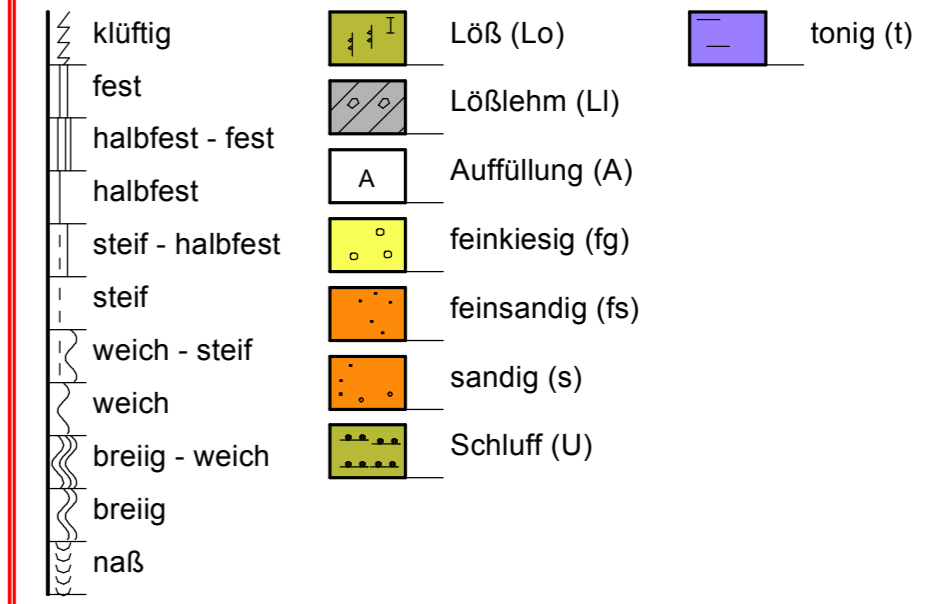 klüftig
fest
halbfest - fest
halbfest
steif - halbfest
steif
weich - steif
weich
breiig - weich
breiig
naß
Löß (Lo)
Lößlehm (Ll)
A
Auffüllung (A)
feinkiesig (fg)
feinsandig (fs)
sandig (s)
Schluff (U)
tonig (t)